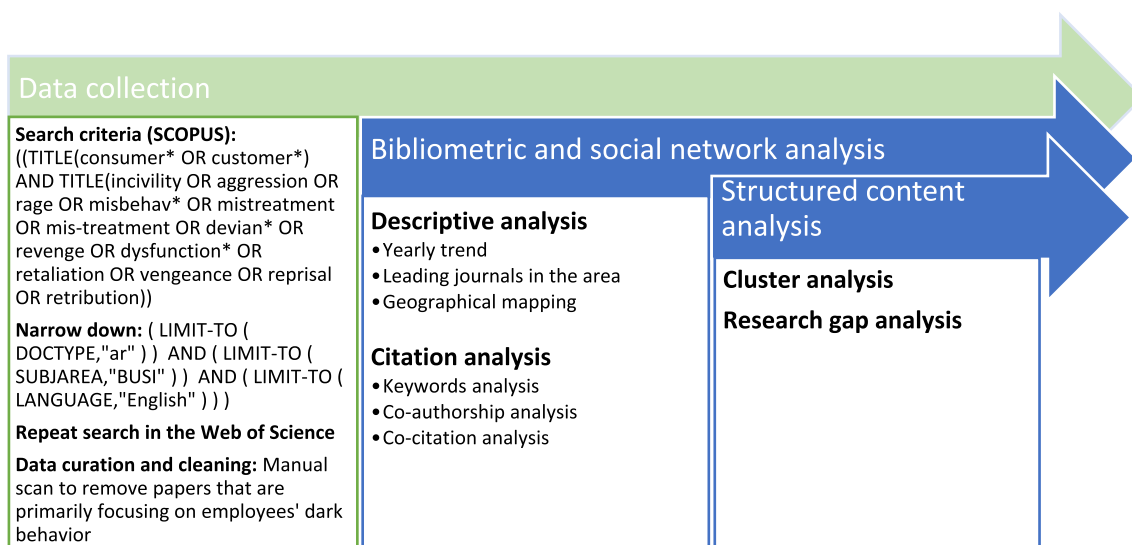 Data collection
Search criteria (SCOPUS):
((TITLE(consumer* OR customer*)
AND TITLE(incivility OR aggression OR
rage OR misbehav* OR mistreatment
OR mis-treatment OR devian* OR
revenge OR dysfunction* OR
retaliation OR vengeance OR reprisal
OR retribution))
Narrow down: ( LIMIT-TO (
DOCTYPE,"ar" ) ) AND ( LIMIT-TO (
SUBJAREA,"BUSI" ) ) AND ( LIMIT-TO (
LANGUAGE,"English" ) ) )
Repeat search in the Web of Science
Data curation and cleaning: Manual
scan to remove papers that are
primarily focusing on employees' dark
behavior
Bibliometric and social network analysis
Descriptive analysis
•Yearly trend
•Leading journals in the area
•Geographical mapping
Citation analysis
•Keywords analysis
•Co-authorship analysis
•Co-citation analysis
Structured content
analysis
Cluster analysis
Research gap analysis